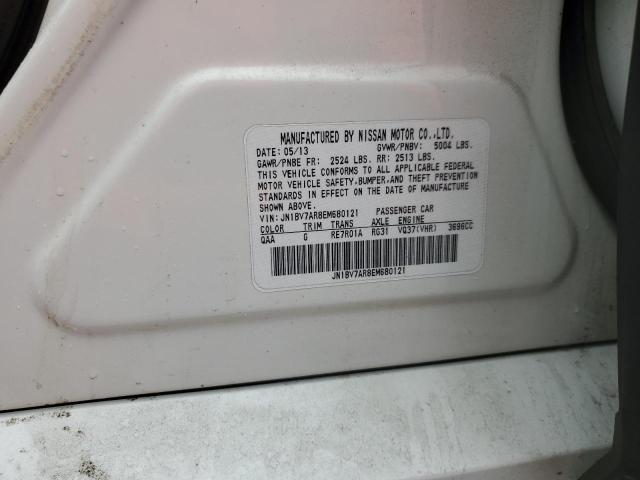 MANUFACTURED BY NISSAN MOTOR CO.,LTD.
DATE: 05/13 GVWR/PNBV: 5004 LBS.
GAWR/PNBE FR: 2524 LBS. RR: 2513 LBS.
THIS VEHICLE CONFORMS TO ALL APPLICABLE FEDERAL
MOTOR VEHICLE SAFETY,BUMPER,AND THEFT PREVENTION
STANDARDS IN EFFECT ON THE DATE OF MANUFACTURE
SHOWN ABOVE.
VIN: JN1BV7AR8EM680121 PASSENGER CAR
COLOR TRIM TRANS AXLE ENGINE
QAA G RE7R01A RG31 VQ37(VHR) 3696CC
JN1BV7AR8EM680121